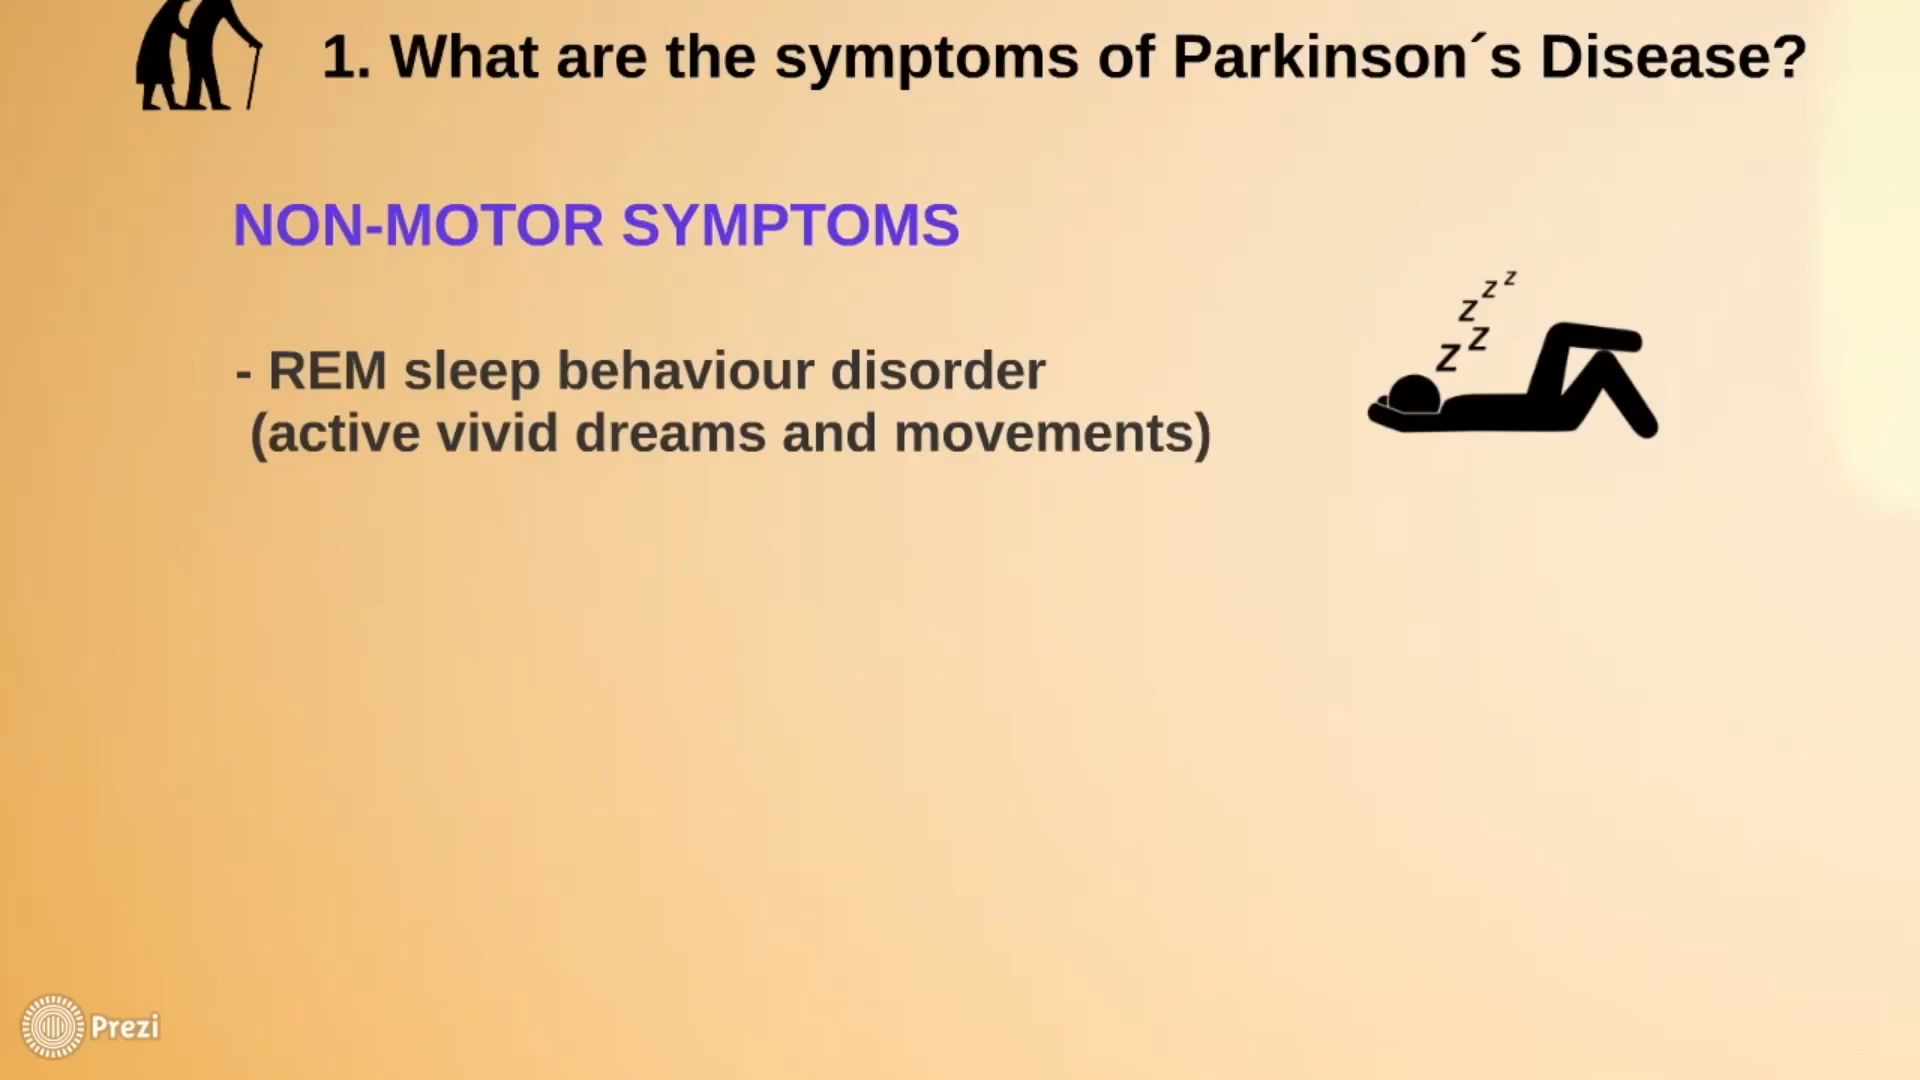 1. What are the symptoms of Parkinson´s Disease?
NON-MOTOR SYMPTOMS
z
z
z
z
z
- REM sleep behaviour disorder
(active vivid dreams and movements)
Prezi